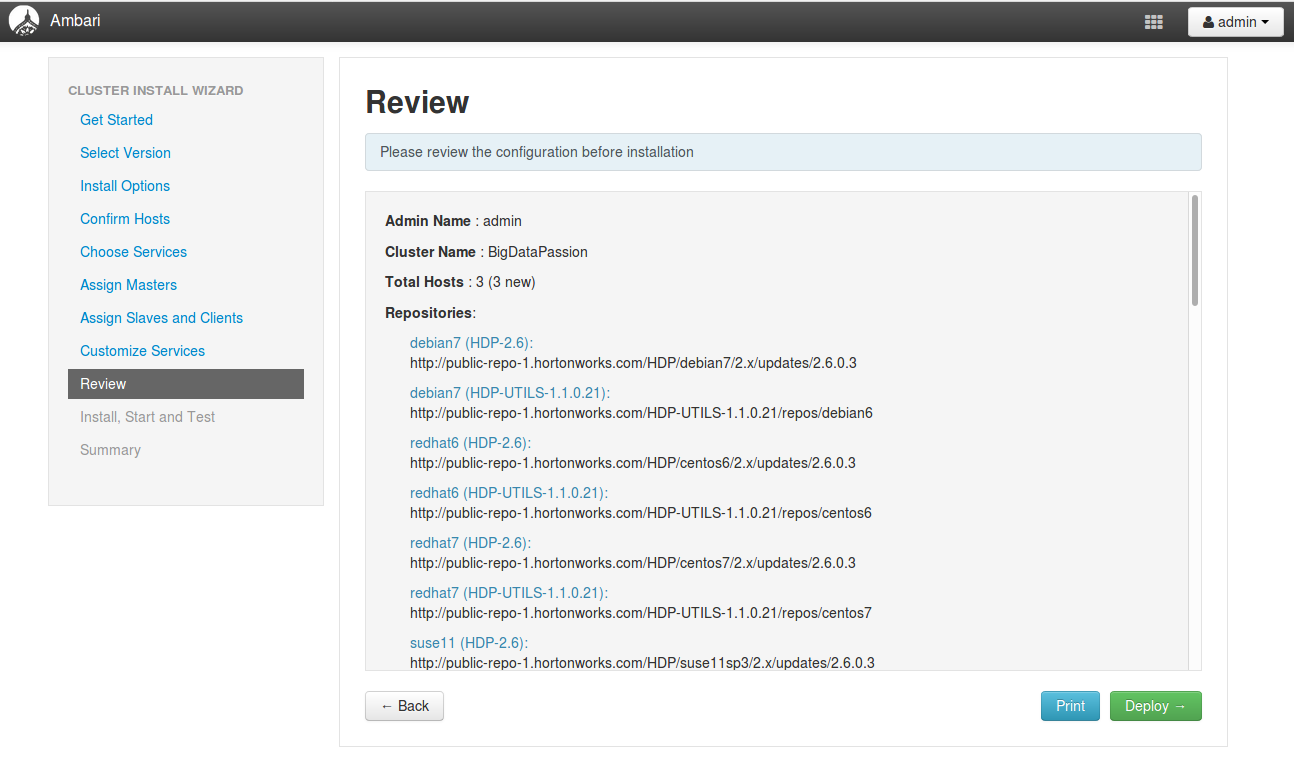 Ambari
admin
CLUSTER INSTALL WIZARD
Get Started
Select Version
Install Options
Confirm Hosts
Choose Services
Assign Masters
Assign Slaves and Clients
Customize Services
Review
Install, Start and Test
Summary
Review
Please review the configuration before installation
Admin Name : admin
Cluster Name : BigDataPassion
Total Hosts : 3 (3 new)
Repositories:
debian7 (HDP-2.6):
http://public-repo-1.hortonworks.com/HDP/debian7/2.x/updates/2.6.0.3
debian7 (HDP-UTILS-1.1.0.21):
http://public-repo-1.hortonworks.com/HDP-UTILS-1.1.0.21/repos/debian6
redhat6 (HDP-2.6):
http://public-repo-1.hortonworks.com/HDP/centos6/2.x/updates/2.6.0.3
redhat6 (HDP-UTILS-1.1.0.21):
http://public-repo-1.hortonworks.com/HDP-UTILS-1.1.0.21/repos/centos6
redhat7 (HDP-2.6):
http://public-repo-1.hortonworks.com/HDP/centos7/2.x/updates/2.6.0.3
redhat7 (HDP-UTILS-1.1.0.21):
http://public-repo-1.hortonworks.com/HDP-UTILS-1.1.0.21/repos/centos7
suse11 (HDP-2.6):
http://public-repo-1.hortonworks.com/HDP/suse11sp3/2.x/updates/2.6.0.3
← Back
Print
Deploy →